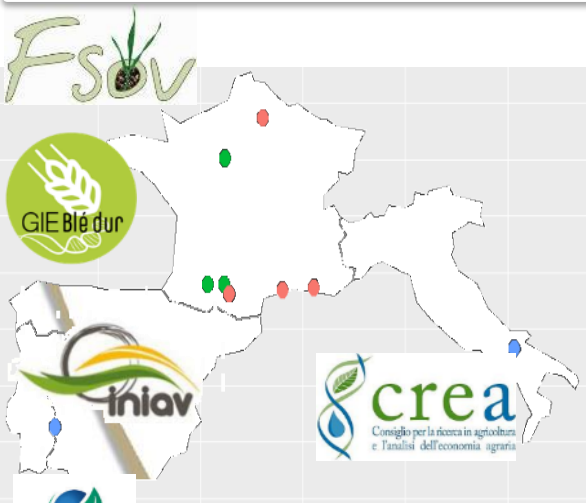 FSOV
GIE Blé dur
iniav
crea
Consiglio per la ricerca in agricoltura
e l'analisi dell'economia agraria